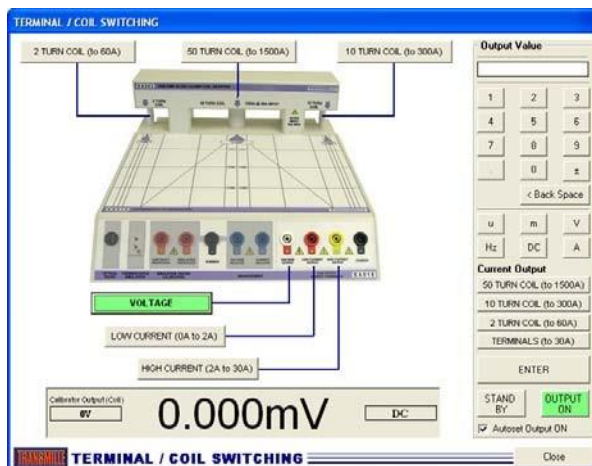 TERMINAL / COIL SWITCHING
2 TURN COIL (to 60A)
50 TURN COIL (to 1500A)
10 TURN COIL (to 300A)
VOLTAGE
LOW CURRENT (0A to 2A)
HIGH CURRENT (2A to 30A)
Calibrator Output (Coil)
0V
0.000mV
DC
TRANSMILLE
TERMINAL / COIL SWITCHING
Output Value
1 2 3
4 5 6
7 8 9
. 0 ±
< Back Space
u m V
Hz DC A
Current Output
50 TURN COIL (to 1500A)
10 TURN COIL (to 300A)
2 TURN COIL (to 60A)
TERMINALS (to 30A)
ENTER
STAND BY
OUTPUT ON
Autoset Output ON
Close